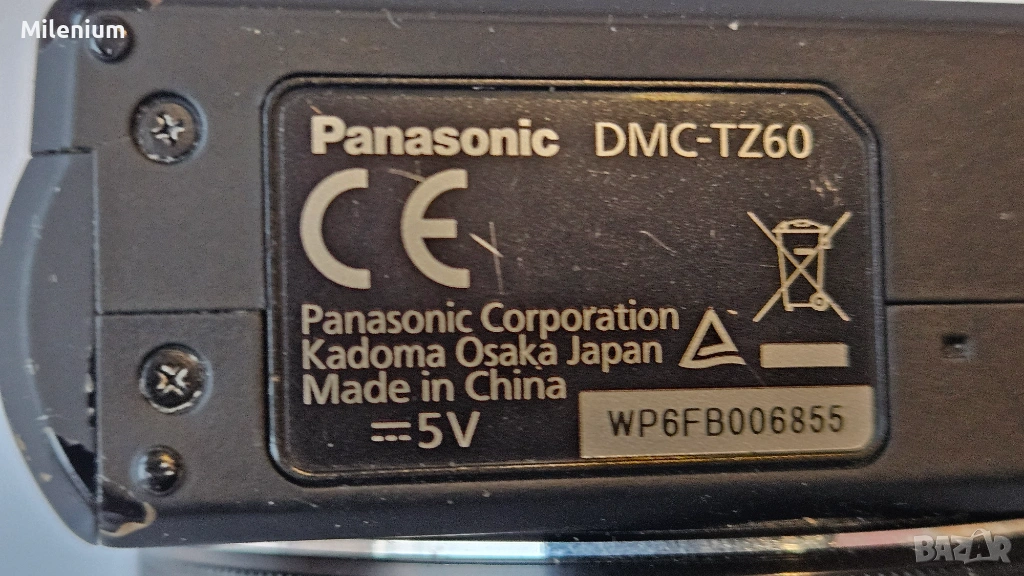 Milenium
Panasonic DMC-TZ60
CE
Panasonic Corporation
Kadoma Osaka Japan
Made in China
5V
WP6FB006855
BAZAR